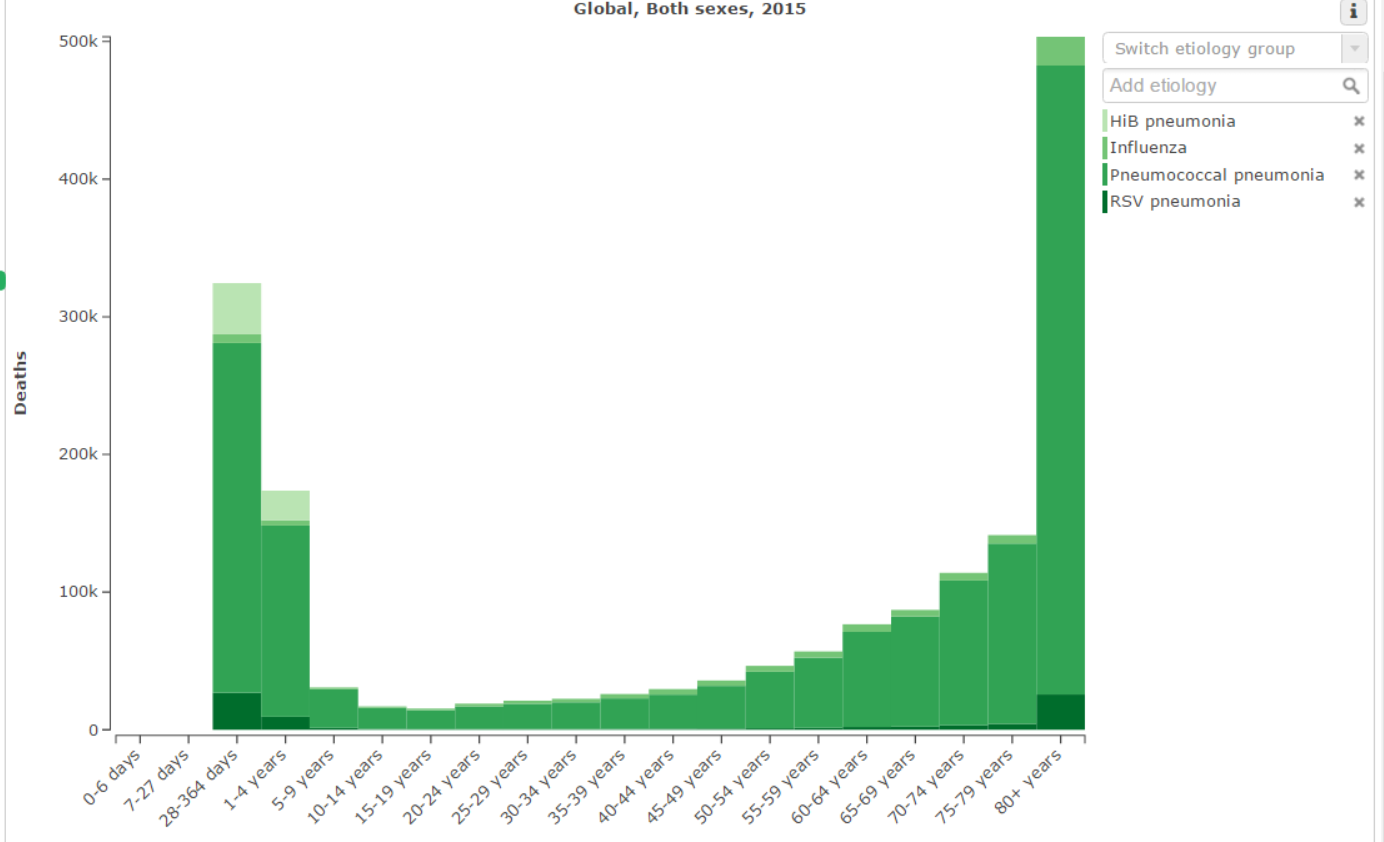 Global, Both sexes, 2015
i
Switch etiology group
Add etiology
HiB pneumonia
Influenza
Pneumococcal pneumonia
RSV pneumonia
Deaths
500k
400k
300k
200k
100k
0
0-6 days
7-27 days
28-364 days
1-4 years
5-9 years
10-14 years
15-19 years
20-24 years
25-29 years
30-34 years
35-39 years
40-44 years
45-49 years
50-54 years
55-59 years
60-64 years
65-69 years
70-74 years
75-79 years
80+ years